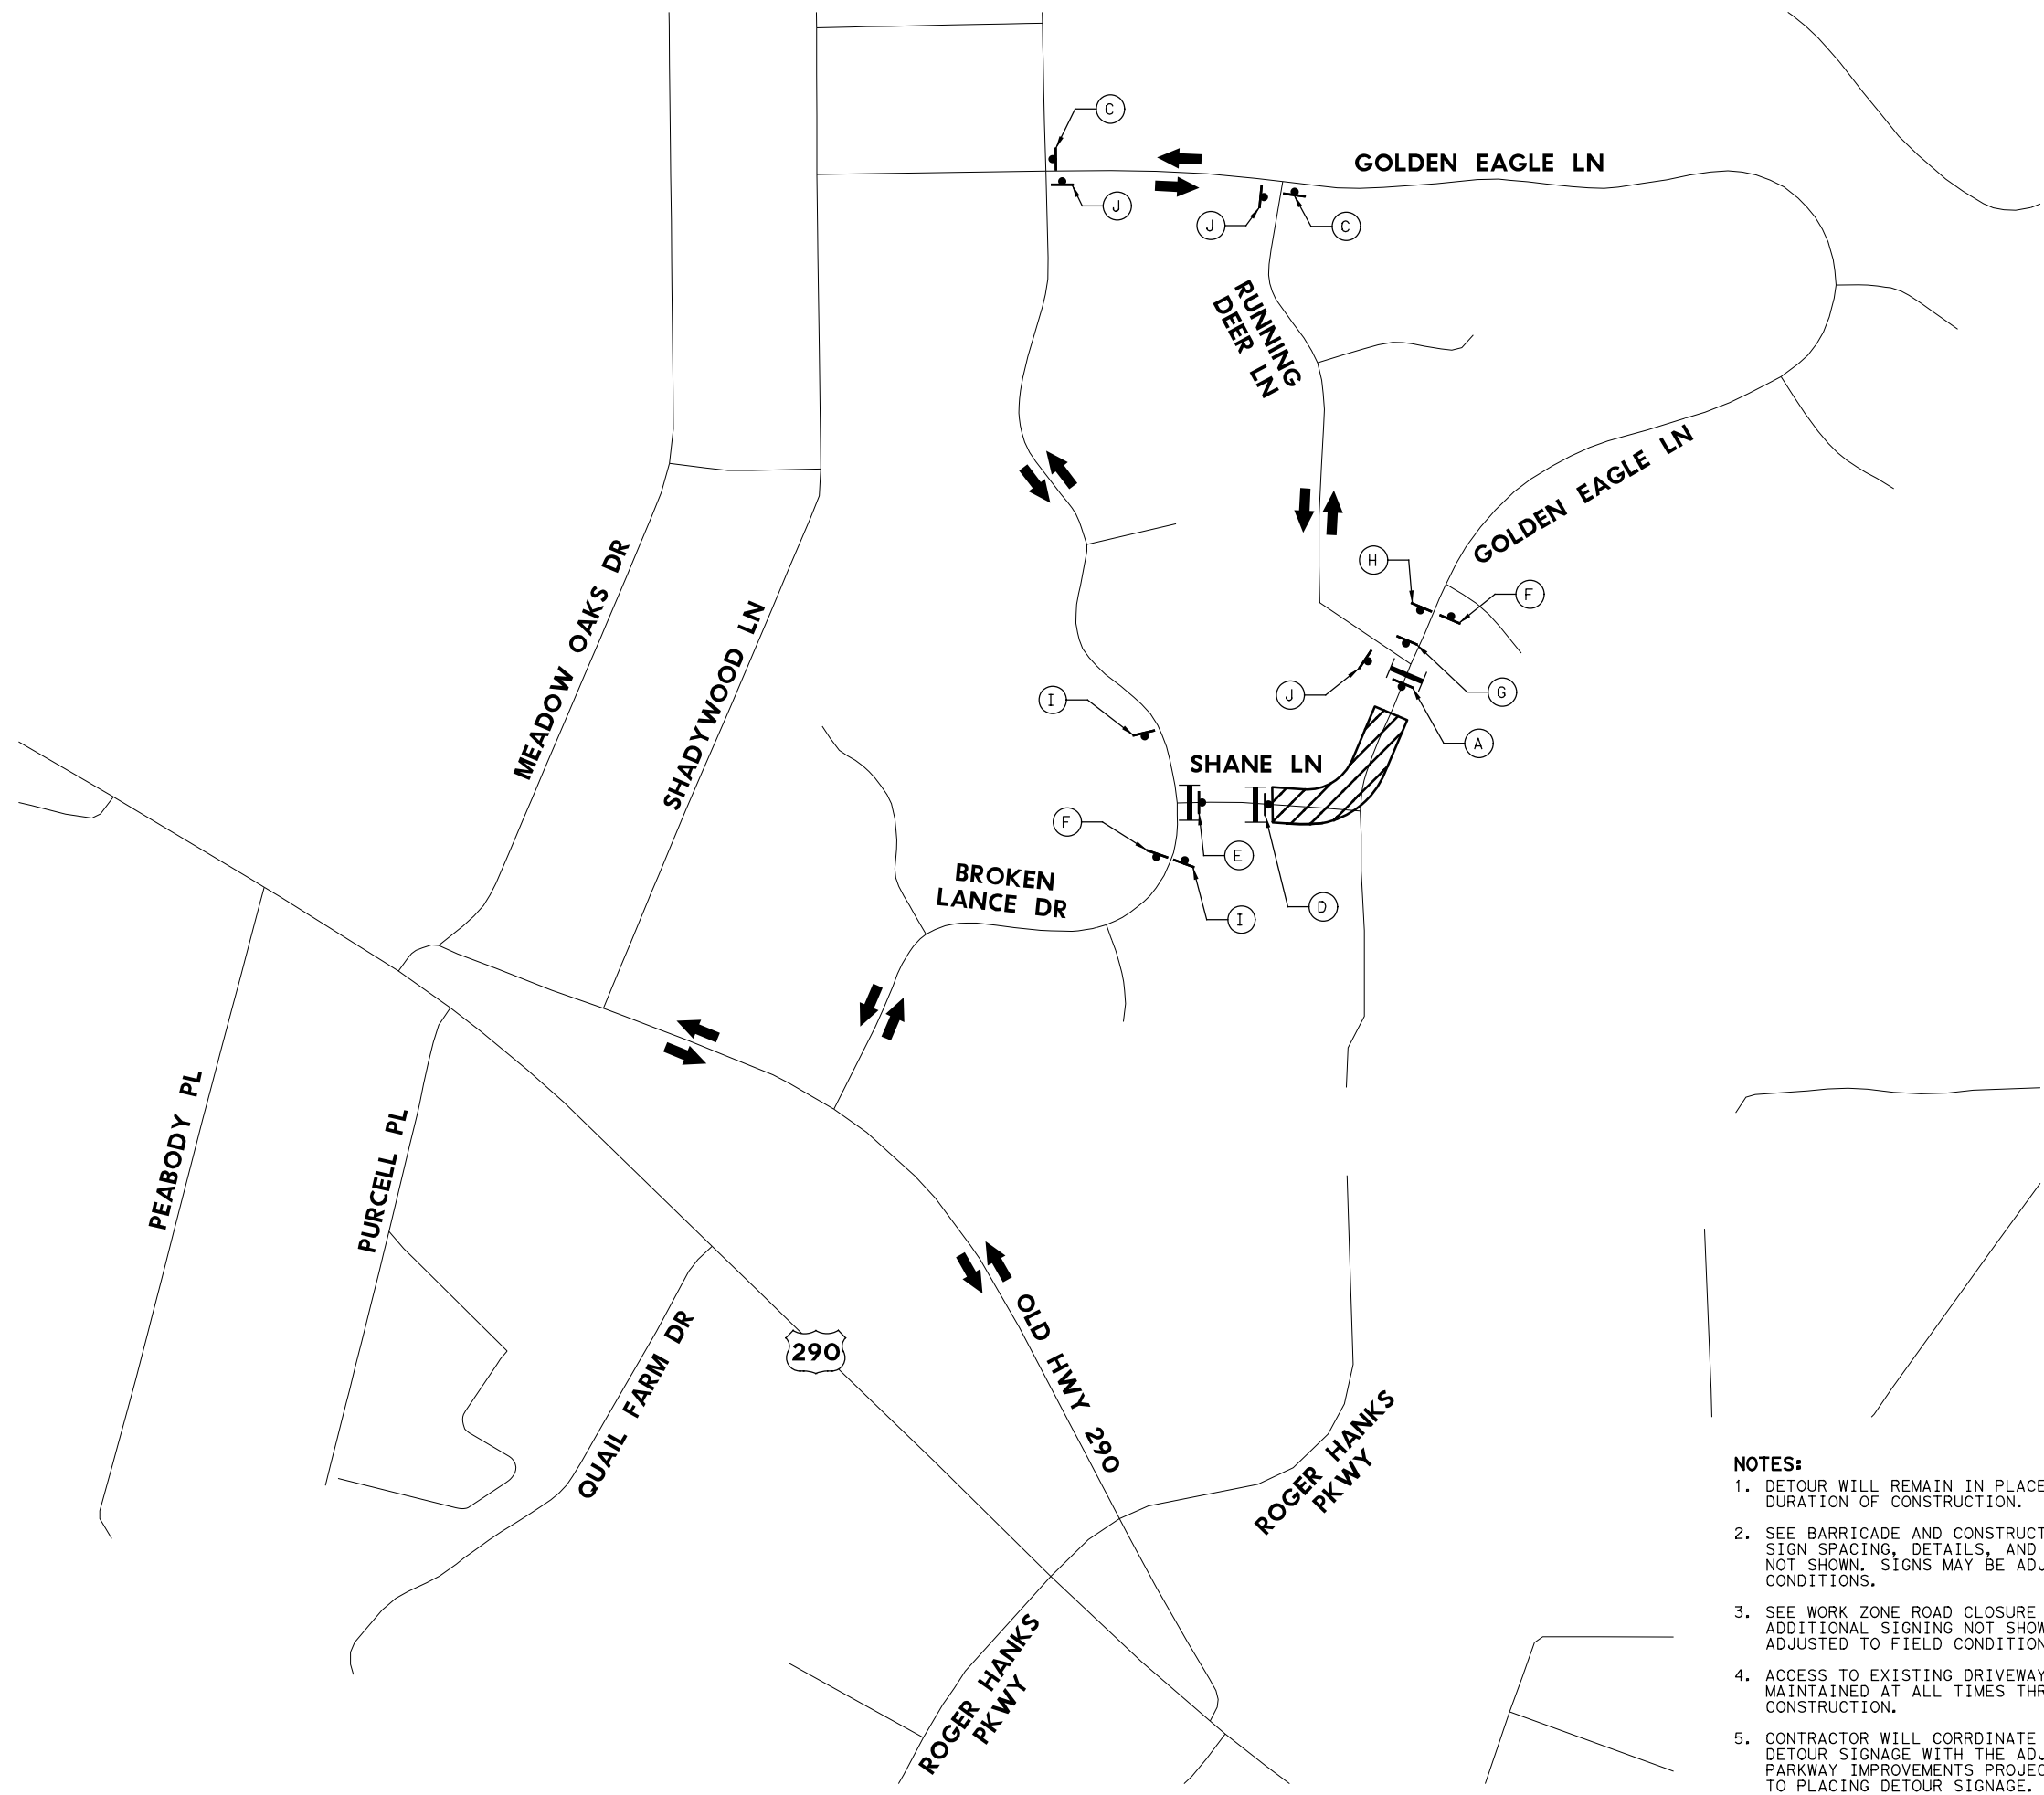 C
GOLDEN EAGLE LN
J
J
C
RUNNING
DEER LN
GOLDEN EAGLE LN
H
F
MEADOW OAKS DR
SHADYWOOD LN
I
J
G
A
SHANE LN
F
E
BROKEN
LANCE DR
D
I
PEABODY PL
PURCELL PL
290
OLD HWY 290
QUAIL FARM DR
ROGER HANKS
PKWY
ROGER HANKS
PKWY
NOTES:
1. DETOUR WILL REMAIN IN PLACE
DURATION OF CONSTRUCTION.
2. SEE BARRICADE AND CONSTRUCT
SIGN SPACING, DETAILS, AND
NOT SHOWN. SIGNS MAY BE ADJ
CONDITIONS.
3. SEE WORK ZONE ROAD CLOSURE
ADDITIONAL SIGNING NOT SHOW
ADJUSTED TO FIELD CONDITION
4. ACCESS TO EXISTING DRIVEWAY
MAINTAINED AT ALL TIMES THR
CONSTRUCTION.
5. CONTRACTOR WILL CORRDINATE
DETOUR SIGNAGE WITH THE ADJ
PARKWAY IMPROVEMENTS PROJEC
TO PLACING DETOUR SIGNAGE.